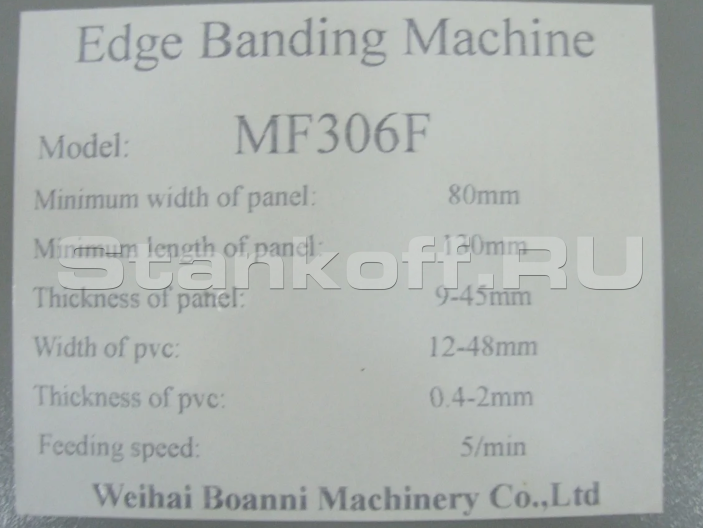 Edge Banding Machine
Model: MF306F
Minimum width of panel: 80mm
Minimum length of panel: 130mm
Stankoff.RU
Thickness of panel: 9-45mm
Width of pvc: 12-48mm
Thickness of pvc: 0.4-2mm
Feeding speed: 5/min
Weihai Boanni Machinery Co.,Ltd